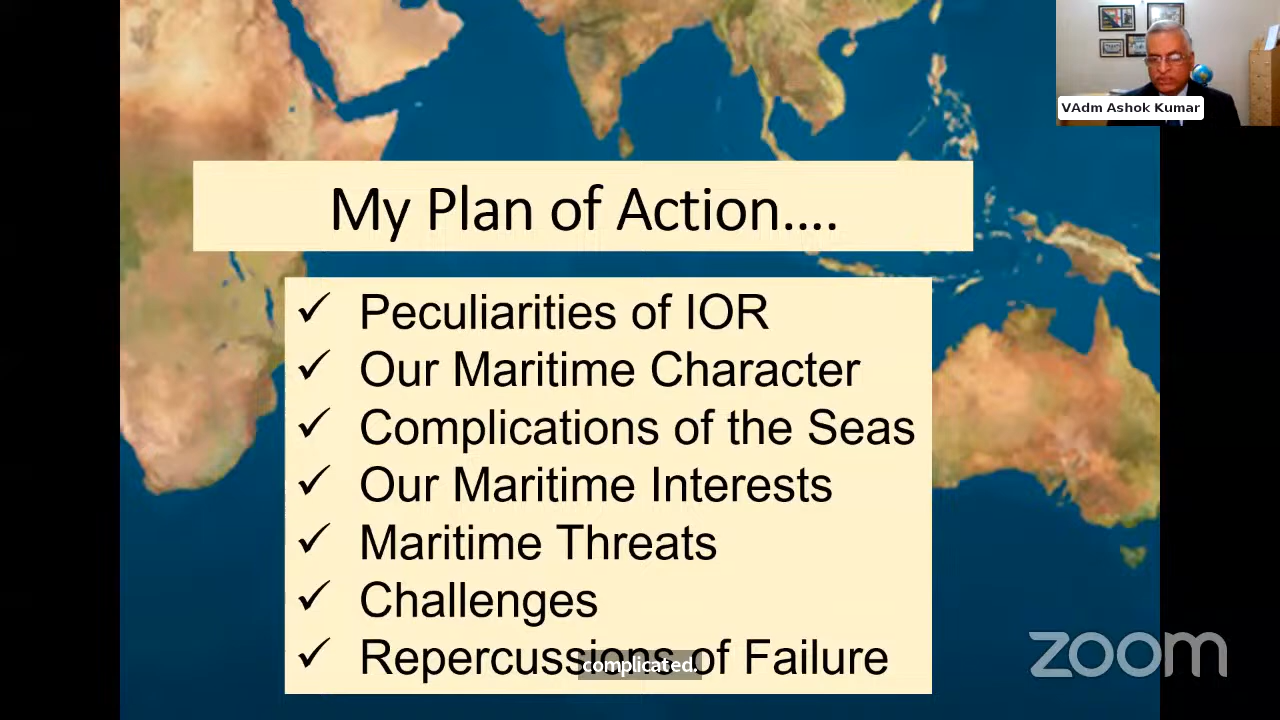 VAdm Ashok Kumar
My Plan of Action....
✓ Peculiarities of IOR
✓ Our Maritime Character
✓ Complications of the Seas
✓ Our Maritime Interests
✓ Maritime Threats
✓ Challenges
✓ Repercussions of Failure
complicated.
zoom